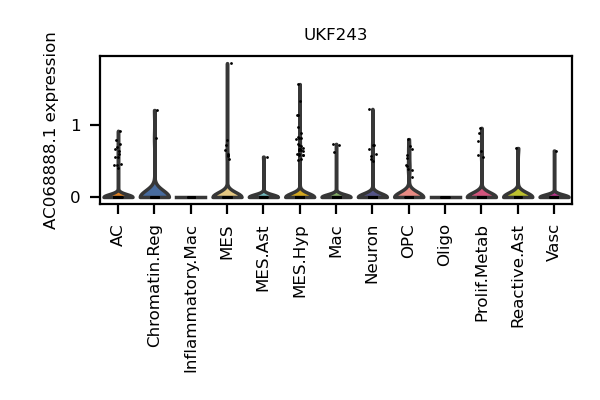 UKF243
AC068888.1 expression
1
0
AC
Chromatin.Reg
Inflammatory.Mac
MES
MES.Ast
MES.Hyp
Mac
Neuron
OPC
Oligo
Prolif.Metab
Reactive.Ast
Vasc